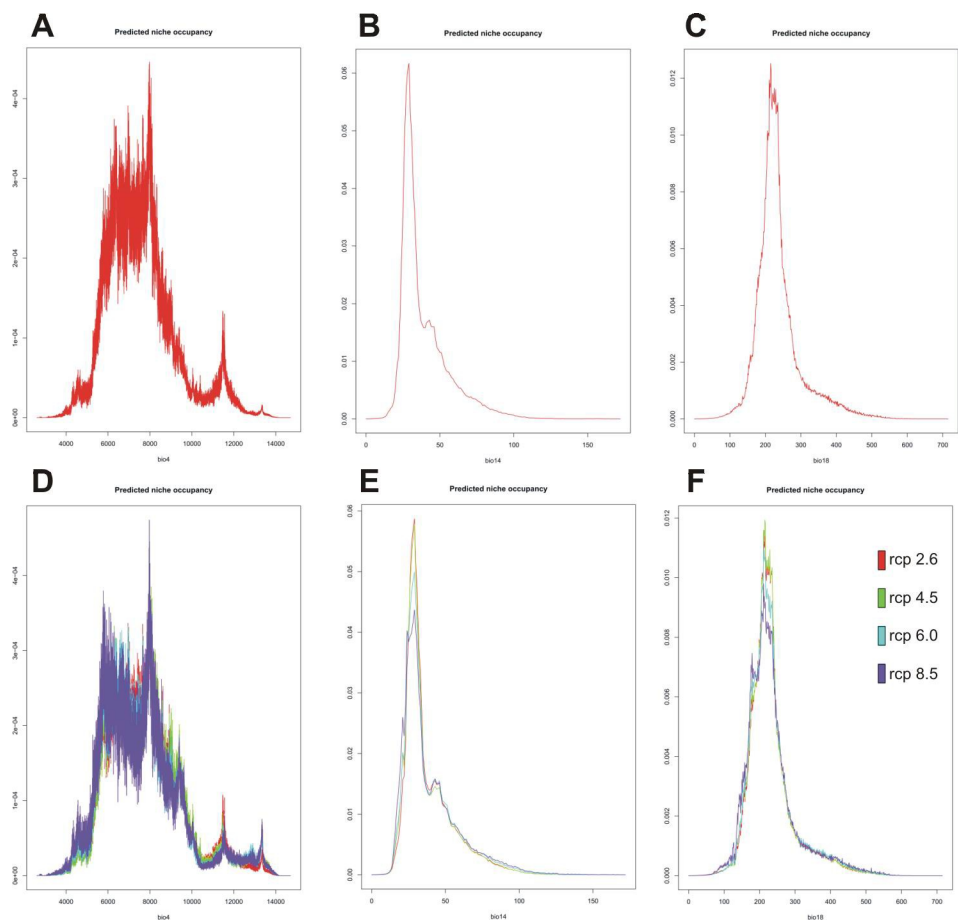 A
Predicted niche occupancy
4e−04
3e−04
2e−04
1e−04
0e+00
4000 6000 8000 10000 12000 14000
bio4
B
Predicted niche occupancy
0.06
0.05
0.04
0.03
0.02
0.01
0.00
0 50 100 150
bio14
C
Predicted niche occupancy
0.012
0.010
0.008
0.006
0.004
0.002
0.000
0 100 200 300 400 500 600 700
bio18
D
Predicted niche occupancy
4e−04
3e−04
2e−04
1e−04
0e+00
4000 6000 8000 10000 12000 14000
bio4
E
Predicted niche occupancy
0.06
0.05
0.04
0.03
0.02
0.01
0.00
0 50 100 150
bio14
F
Predicted niche occupancy
0.012
0.010
0.008
0.006
0.004
0.002
0.000
0 100 200 300 400 500 600 700
bio18
rcp 2.6
rcp 4.5
rcp 6.0
rcp 8.5